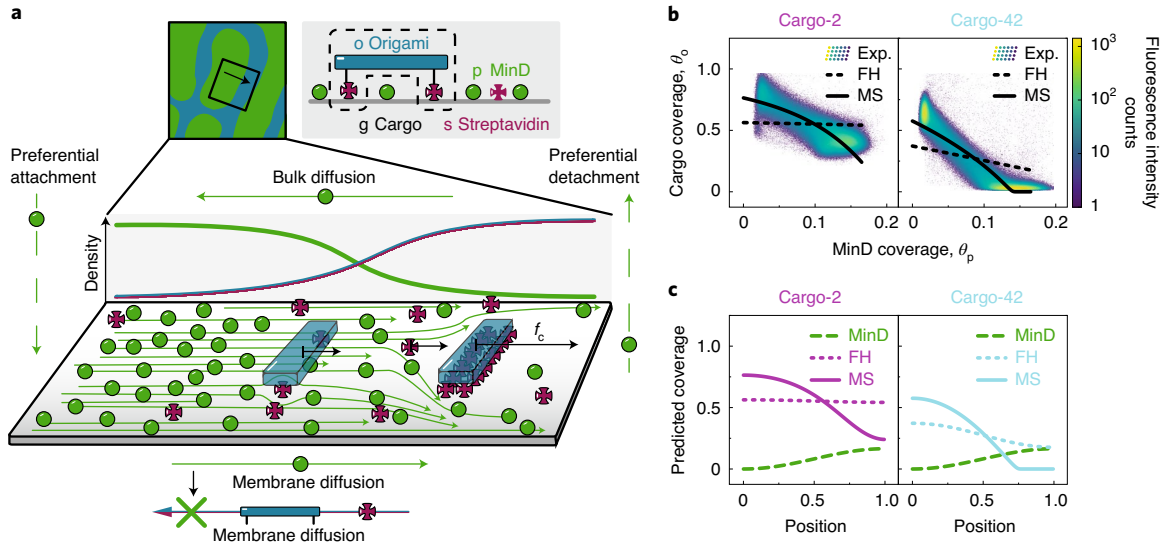 a
o Origami
p MinD
g Cargo
s Streptavidin
Preferential
attachment
Preferential
detachment
Bulk diffusion
Density
f_c
Membrane diffusion
Membrane diffusion
b
Cargo-2
Cargo-42
Exp.
FH
MS
Exp.
FH
MS
Cargo coverage, θ_o
1.0
0.5
0
0
0.1
0.2
0
0.1
0.2
MinD coverage, θ_p
10^3
10^2
10
1
Fluorescence intensity
counts
c
Cargo-2
Cargo-42
MinD
FH
MS
MinD
FH
MS
Predicted coverage
1.0
0.5
0
0
0.5
1.0
0
0.5
1.0
Position
Position